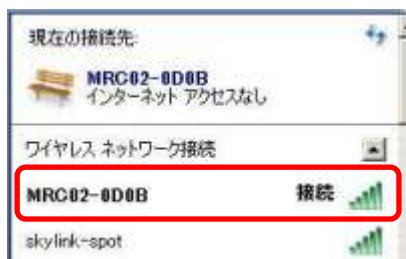 現在の接続先:
MRC02-0D0B
インターネット アクセスなし
ワイヤレス ネットワーク接続
MRC02-0D0B 接続
skylink-spot